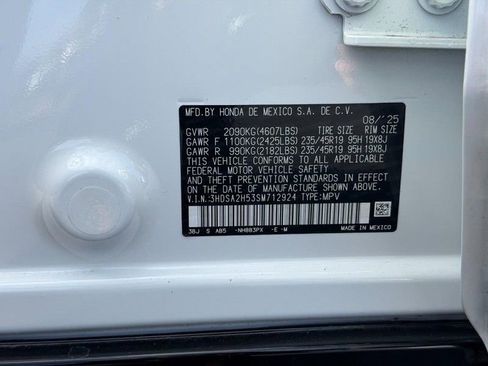 MFD.BY HONDA DE MEXICO S.A. DE C.V.
08/'25
GVWR 2090KG(4607LBS) TIRE SIZE RIM SIZE
GAWR F 1100KG(2425LBS) 235/45R19 95H 19X8J
GAWR R 990KG(2182LBS) 235/45R19 95H 19X8J
THIS VEHICLE CONFORMS TO ALL APPLICABLE
FEDERAL MOTOR VEHICLE SAFETY
AND THEFT PREVENTION STANDARDS IN EFFECT
ON THE DATE OF MANUFACTURE SHOWN ABOVE.
V.I.N.:3HDSA2H53SM712924 TYPE:MPV
38J S AB5 -NH883PX -E -M
MADE IN MEXICO